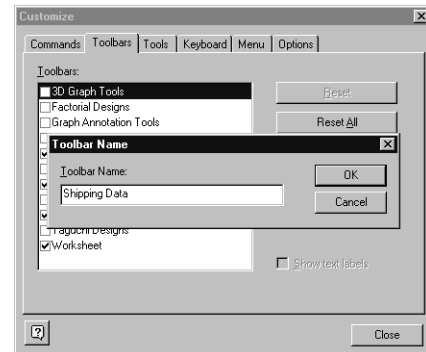 Customize
Commands Toolbars Tools Keyboard Menu Options
Toolbars:
3D Graph Tools
Reset
Factorial Designs
Graph Annotation Tools
Reset All
Toolbar Name
Toolbar Name:
OK
Shipping Data
Cancel
Taguchi Designs
Worksheet
Show text labels
Close